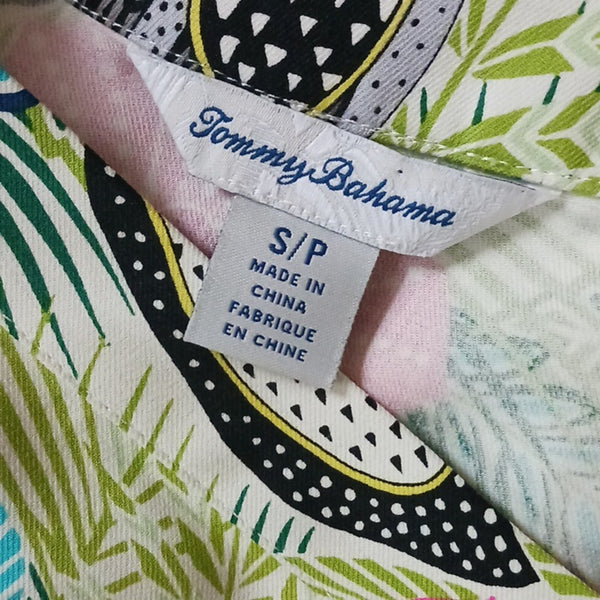 Tommy Bahama
S/P
MADE IN
CHINA
FABRIQUE
EN CHINE